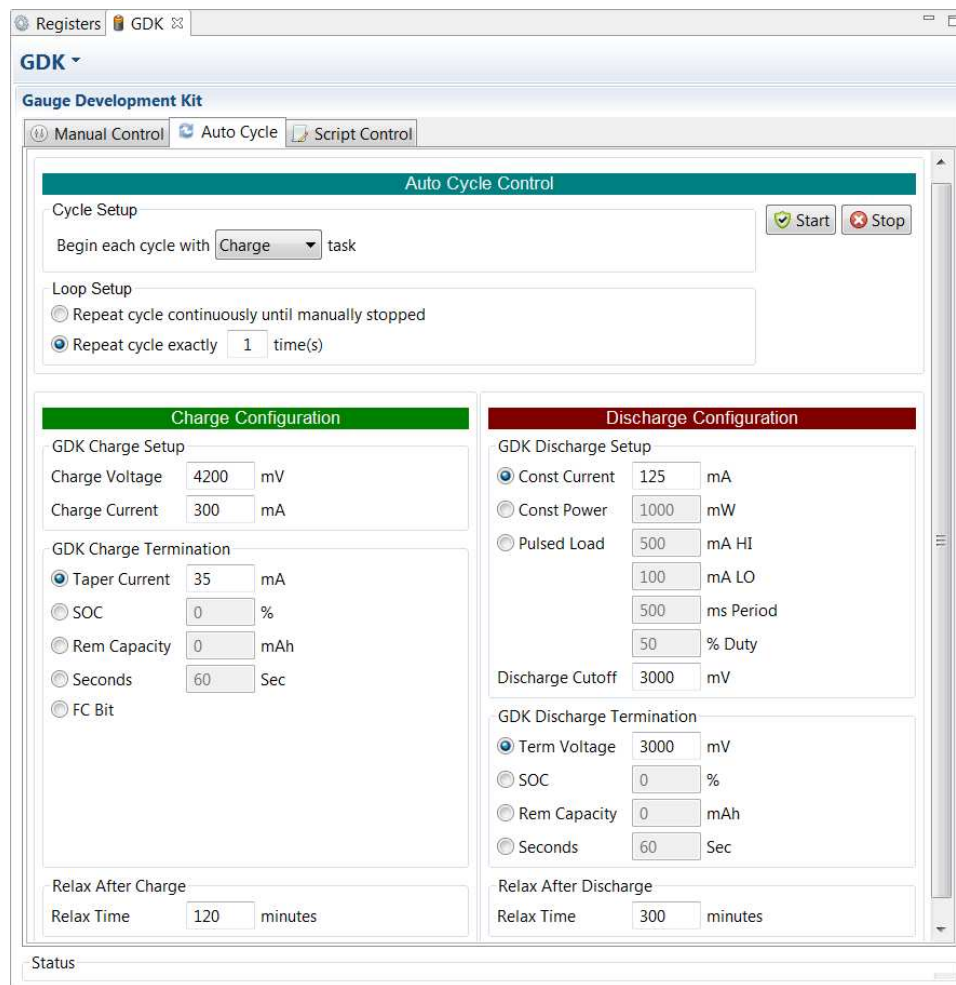 Registers GDK
GDK
Gauge Development Kit
Manual Control Auto Cycle Script Control
Auto Cycle Control
Cycle Setup
Begin each cycle with Charge task
Start Stop
Loop Setup
Repeat cycle continuously until manually stopped
Repeat cycle exactly 1 time(s)
Charge Configuration
GDK Charge Setup
Charge Voltage 4200 mV
Charge Current 300 mA
GDK Charge Termination
Taper Current 35 mA
SOC 0 %
Rem Capacity 0 mAh
Seconds 60 Sec
FC Bit
Relax After Charge
Relax Time 120 minutes
Discharge Configuration
GDK Discharge Setup
Const Current 125 mA
Const Power 1000 mW
Pulsed Load 500 mA HI
100 mA LO
500 ms Period
50 % Duty
Discharge Cutoff 3000 mV
GDK Discharge Termination
Term Voltage 3000 mV
SOC 0 %
Rem Capacity 0 mAh
Seconds 60 Sec
Relax After Discharge
Relax Time 300 minutes
Status